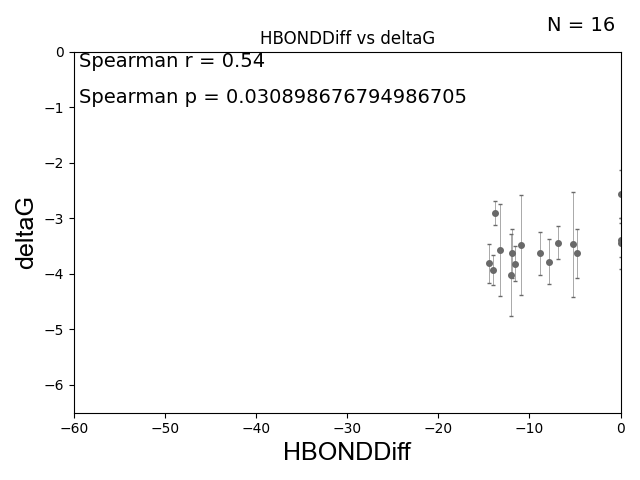 N = 16
HBONDDiff vs deltaG
Spearman r = 0.54
Spearman p = 0.030898676794986705
deltaG
0
−1
−2
−3
−4
−5
−6
−60 −50 −40 −30 −20 −10 0
HBONDDiff